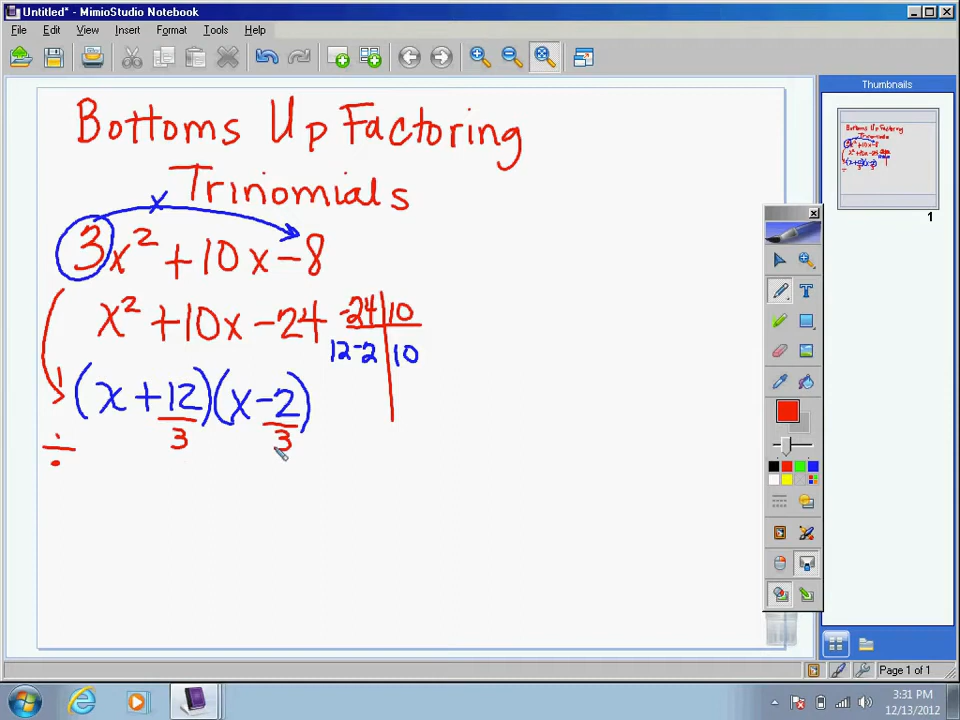 Untitled* - MimioStudio Notebook
File Edit View Insert Format Tools Help
Bottoms Up Factoring
Trinomials
×
3x² + 10x - 8
x² + 10x - 24 -24 | 10
12 -2 | 10
(x + 12/3)(x - 2/3)
÷
Thumbnails
1
Page 1 of 1
3:31 PM
12/13/2012